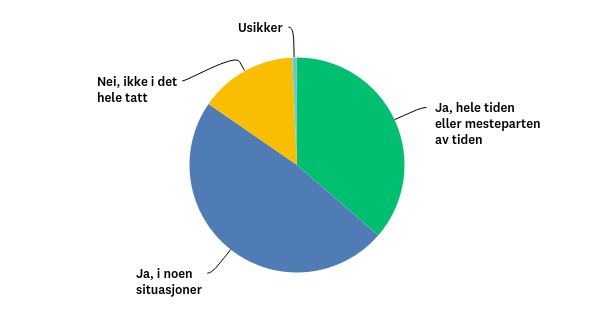 Usikker
Nei, ikke i det
hele tatt
Ja, hele tiden
eller mesteparten
av tiden
Ja, i noen
situasjoner